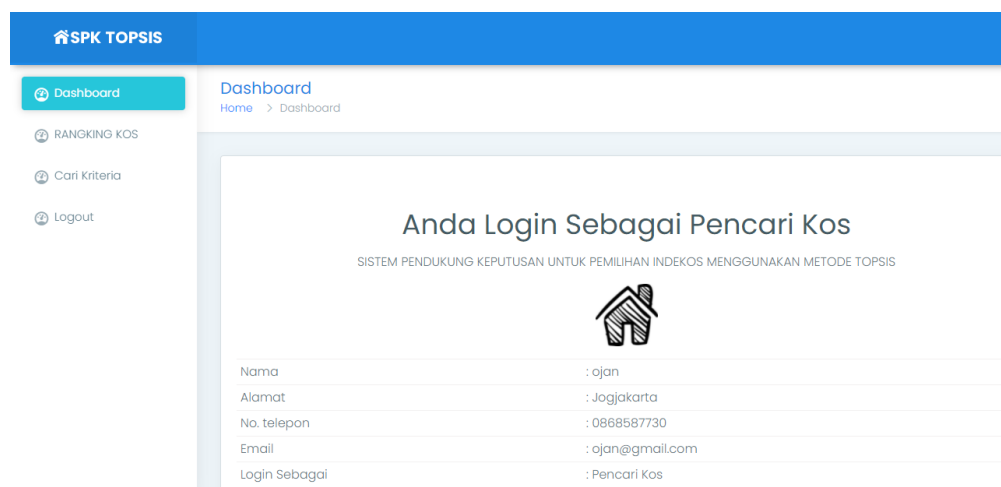 SPK TOPSIS
Dashboard
RANGKING KOS
Cari Kriteria
Logout
Dashboard
Home > Dashboard
Anda Login Sebagai Pencari Kos
SISTEM PENDUKUNG KEPUTUSAN UNTUK PEMILIHAN INDEKOS MENGGUNAKAN METODE TOPSIS
Nama : ojan
Alamat : Jogjakarta
No. telepon : 0868587730
Email : ojan@gmail.com
Login Sebagai : Pencari Kos